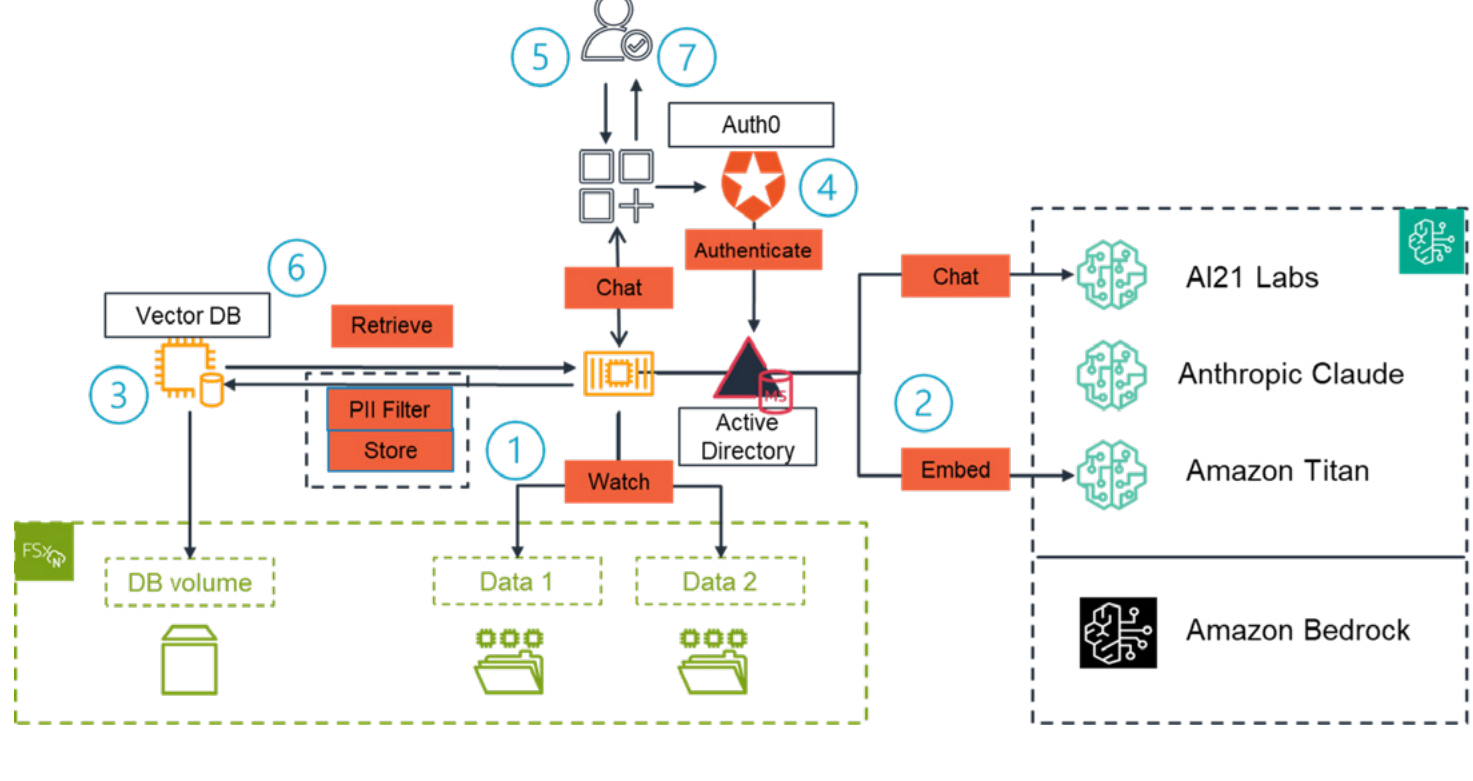 5
7
Auth0
4
Authenticate
6
Chat
Chat
AI21 Labs
Vector DB
Retrieve
3
PII Filter
Store
1
MS
Active
Directory
2
Anthropic Claude
Embed
Amazon Titan
Watch
FSx
N
DB volume
Data 1
Data 2
Amazon Bedrock